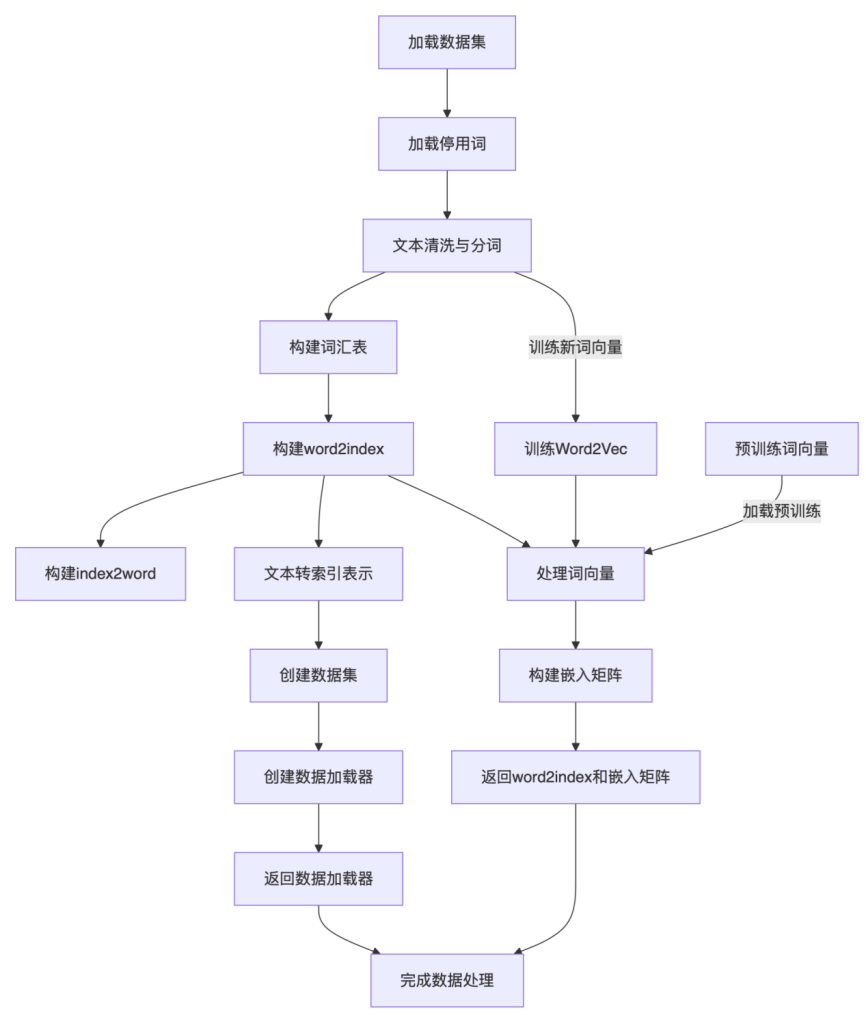 加载数据集
加载停用词
文本清洗与分词
构建词汇表
训练新词向量
构建word2index
训练Word2Vec
预训练词向量
加载预训练
构建index2word
文本转索引表示
处理词向量
创建数据集
构建嵌入矩阵
创建数据加载器
返回word2index和嵌入矩阵
返回数据加载器
完成数据处理